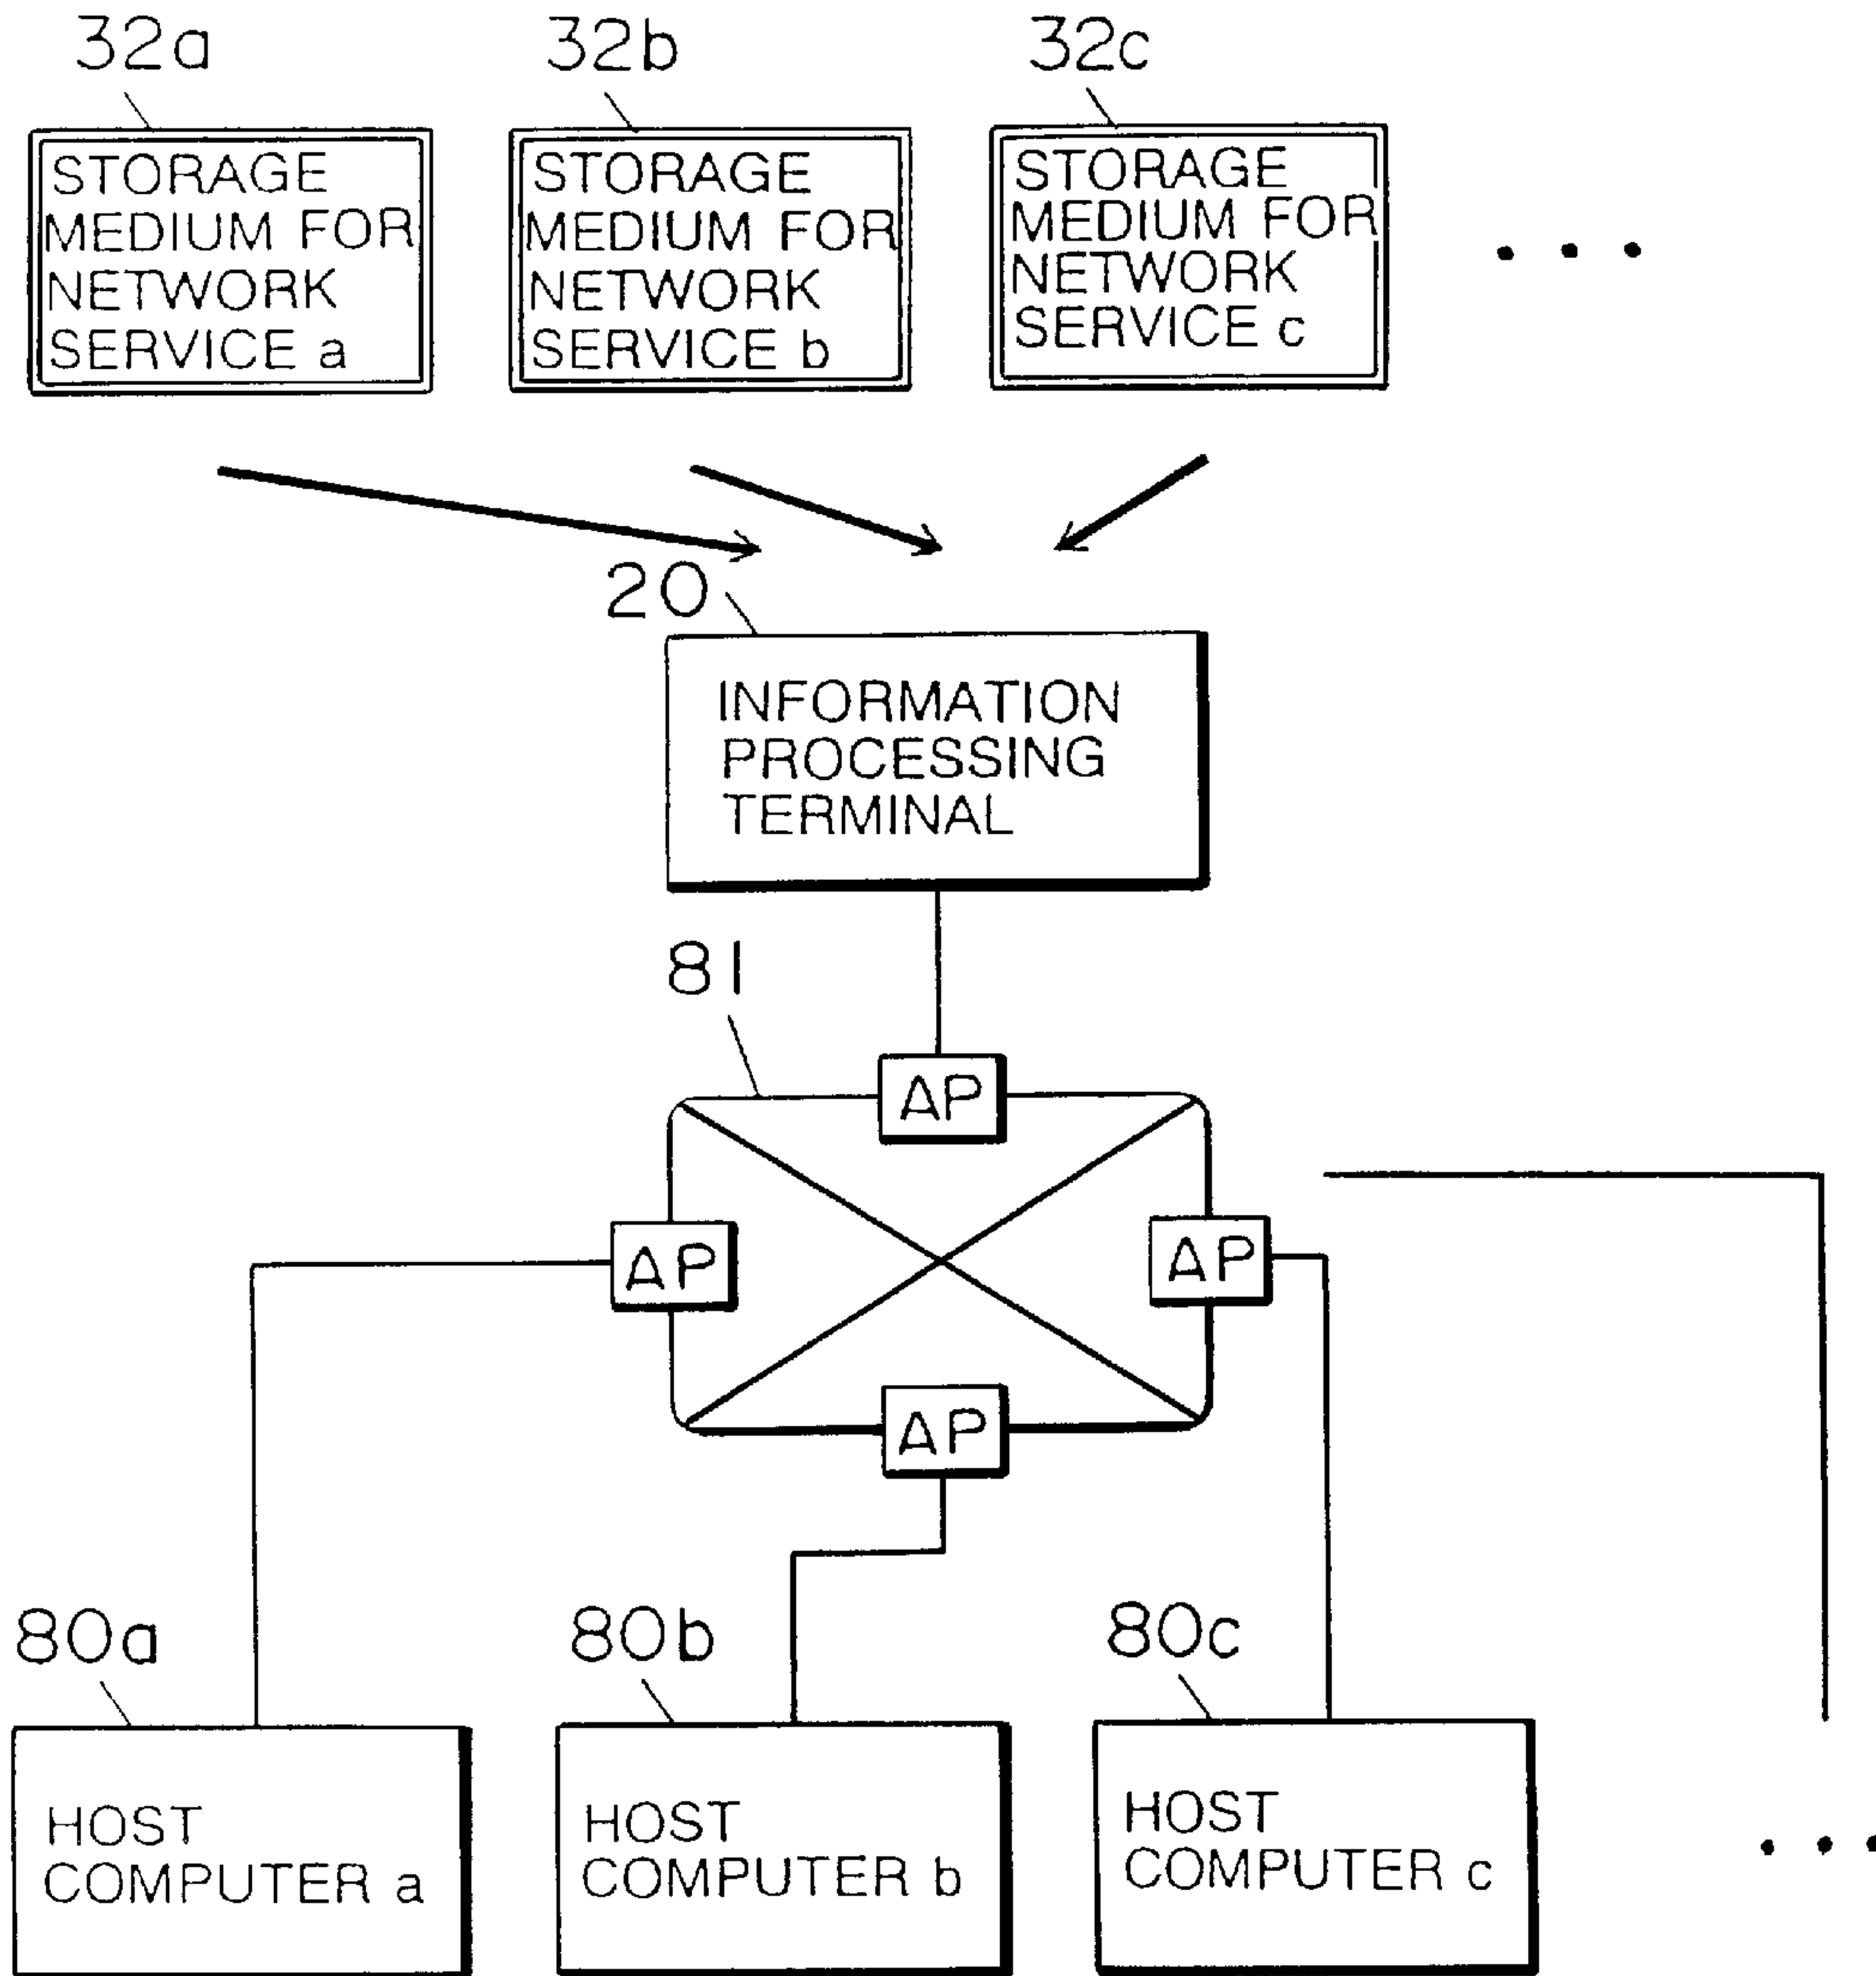 32a
32b
32c
STORAGE
MEDIUM FOR
NETWORK
SERVICE a
STORAGE
MEDIUM FOR
NETWORK
SERVICE b
STORAGE
MEDIUM FOR
NETWORK
SERVICE c
• • •
20
INFORMATION
PROCESSING
TERMINAL
81
AP
AP
AP
AP
80a
80b
80c
HOST
COMPUTER a
HOST
COMPUTER b
HOST
COMPUTER c
• • •